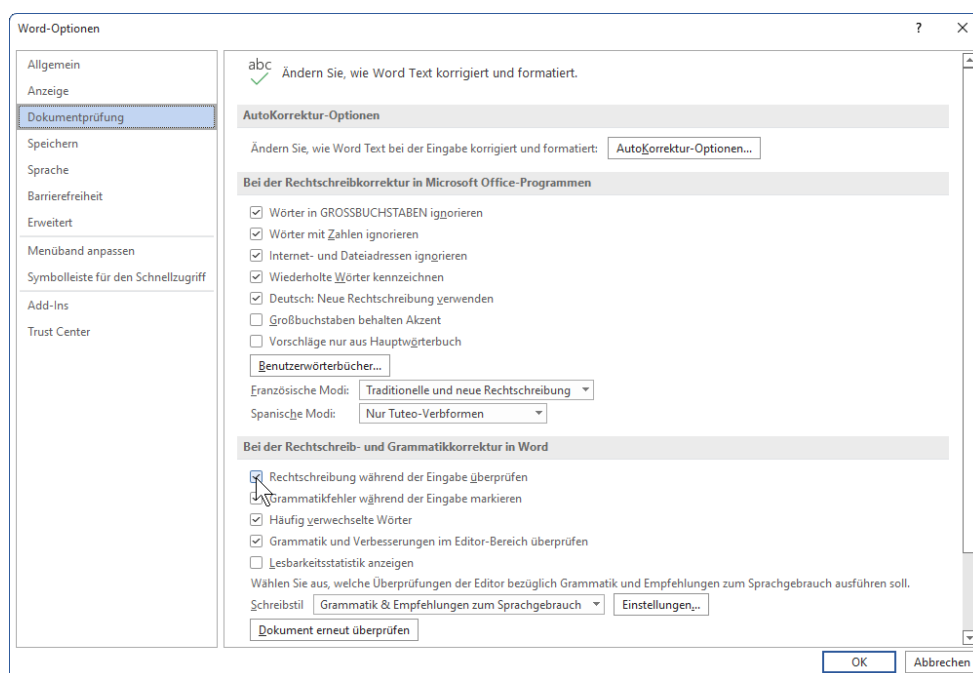 Word-Optionen
Allgemein
Anzeige
Dokumentprüfung
Speichern
Sprache
Barrierefreiheit
Erweitert
Menüband anpassen
Symbolleiste für den Schnellzugriff
Add-Ins
Trust Center
abc
Ändern Sie, wie Word Text korrigiert und formatiert.
AutoKorrektur-Optionen
Ändern Sie, wie Word Text bei der Eingabe korrigiert und formatiert: AutoKorrektur-Optionen...
Bei der Rechtschreibkorrektur in Microsoft Office-Programmen
Wörter in GROSSBUCHSTABEN ignorieren
Wörter mit Zahlen ignorieren
Internet- und Dateiadressen ignorieren
Wiederholte Wörter kennzeichnen
Deutsch: Neue Rechtschreibung verwenden
Großbuchstaben behalten Akzent
Vorschläge nur aus Hauptwörterbuch
Benutzerwörterbücher...
Französische Modi: Traditionelle und neue Rechtschreibung
Spanische Modi: Nur Tuteo-Verbformen
Bei der Rechtschreib- und Grammatikkorrektur in Word
Rechtschreibung während der Eingabe überprüfen
Grammatikfehler während der Eingabe markieren
Häufig verwechselte Wörter
Grammatik und Verbesserungen im Editor-Bereich überprüfen
Lesbarkeitsstatistik anzeigen
Wählen Sie aus, welche Überprüfungen der Editor bezüglich Grammatik und Empfehlungen zum Sprachgebrauch ausführen soll.
Schreibstil Grammatik & Empfehlungen zum Sprachgebrauch Einstellungen...
Dokument erneut überprüfen
OK Abbrechen